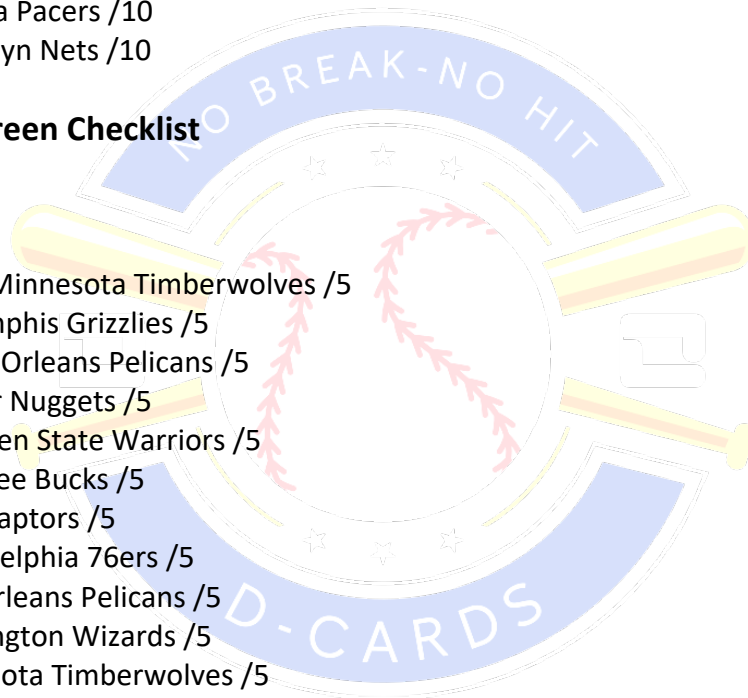 a Pacers /10
yn Nets /10
reen Checklist
Minnesota Timberwolves /5
nphis Grizzlies /5
Orleans Pelicans /5
r Nuggets /5
en State Warriors /5
ee Bucks /5
aptors /5
elphia 76ers /5
rleans Pelicans /5
ngton Wizards /5
sota Timberwolves /5
NO BREAK-NO HIT
D-CARDS